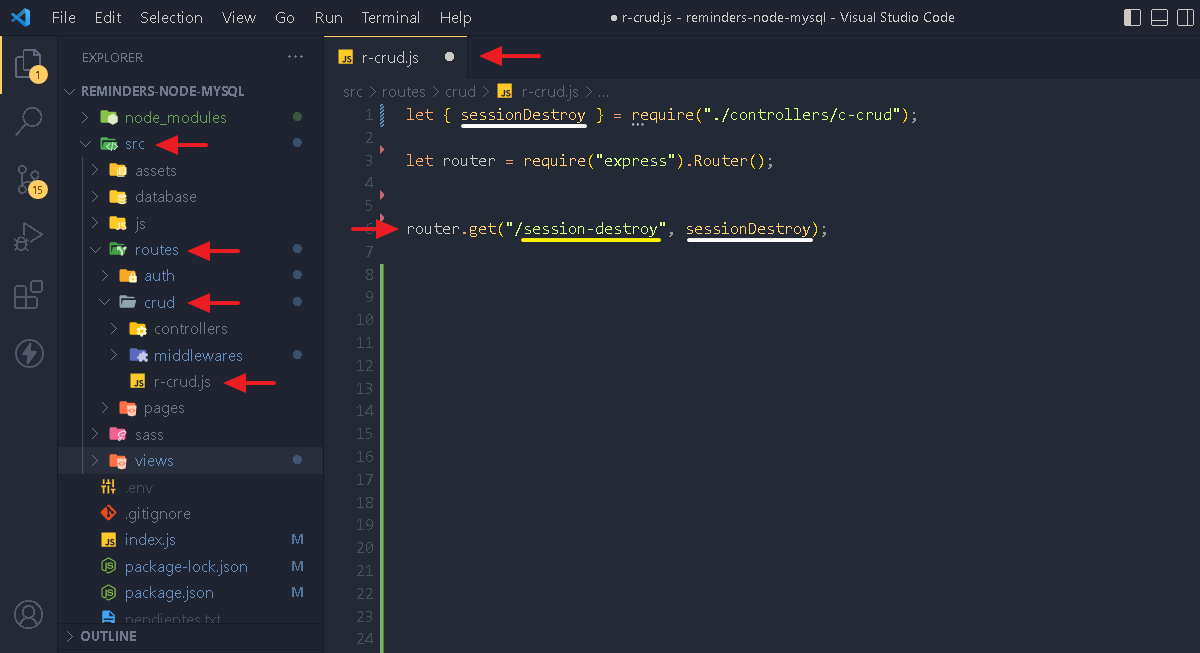 File Edit Selection View Go Run Terminal Help ● r-crud.js - reminders-node-mysql - Visual Studio Code
EXPLORER ···
REMINDERS-NODE-MYSQL
node_modules
src
assets
database
js
routes
auth
crud
controllers
middlewares
r-crud.js
pages
sass
views
.env
.gitignore
index.js M
package-lock.json M
package.json M
pendientes.txt
OUTLINE
1
15
r-crud.js ●
src > routes > crud > r-crud.js > ...
1 let { sessionDestroy } = require("./controllers/c-crud");
2
3 let router = require("express").Router();
4
5
6 router.get("/session-destroy", sessionDestroy);
7
8
9
10
11
12
13
14
15
16
17
18
19
20
21
22
23
24